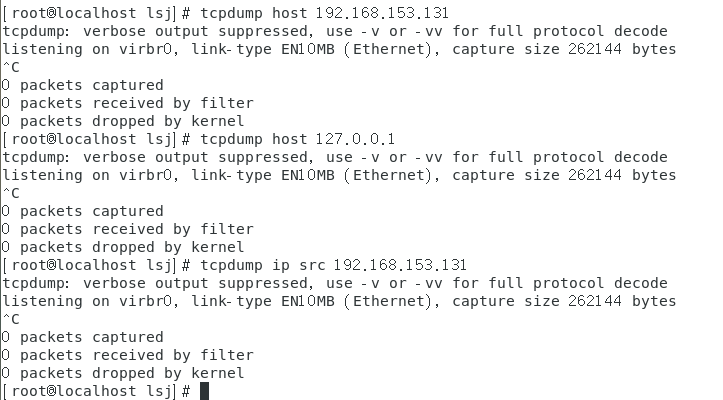 [root@localhost lsj]# tcpdump host 192.168.153.131
tcpdump: verbose output suppressed, use -v or -vv for full protocol decode
listening on virbr0, link-type EN10MB (Ethernet), capture size 262144 bytes
^C
0 packets captured
0 packets received by filter
0 packets dropped by kernel
[root@localhost lsj]# tcpdump host 127.0.0.1
tcpdump: verbose output suppressed, use -v or -vv for full protocol decode
listening on virbr0, link-type EN10MB (Ethernet), capture size 262144 bytes
^C
0 packets captured
0 packets received by filter
0 packets dropped by kernel
[root@localhost lsj]# tcpdump ip src 192.168.153.131
tcpdump: verbose output suppressed, use -v or -vv for full protocol decode
listening on virbr0, link-type EN10MB (Ethernet), capture size 262144 bytes
^C
0 packets captured
0 packets received by filter
0 packets dropped by kernel
[root@localhost lsj]#